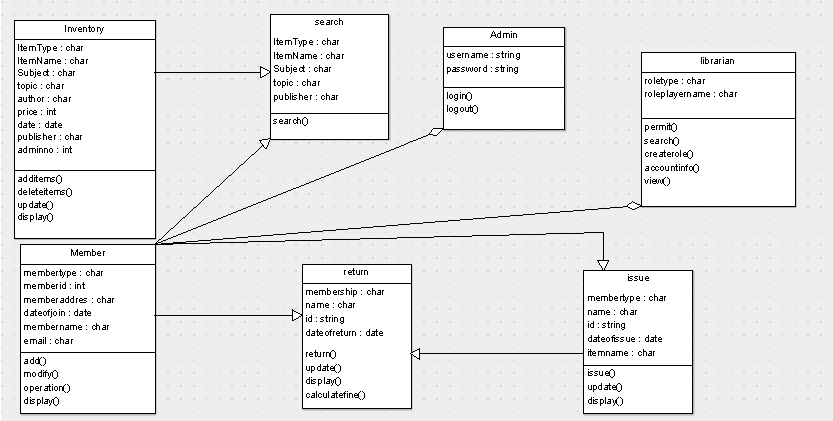 Inventory
ItemType : char
ItemName : char
Subject : char
topic : char
author : char
price : int
date : date
publisher : char
adminno : int
additems()
deleteitems()
update()
display()
search
ItemType : char
ItemName : char
Subject : char
topic : char
publisher : char
search()
Admin
username : string
password : string
login()
logout()
librarian
roletype : char
roleplayername : char
permit()
search()
createrole()
accountinfo()
view()
Member
membertype : char
memberid : int
memberaddres : char
dateofjoin : date
membername : char
email : char
add()
modify()
operation()
display()
return
membership : char
name : char
id : string
dateofreturn : date
return()
update()
display()
calculatefine()
issue
membertype : char
name : char
id : string
dateofissue : date
itemname : char
issue()
update()
display()